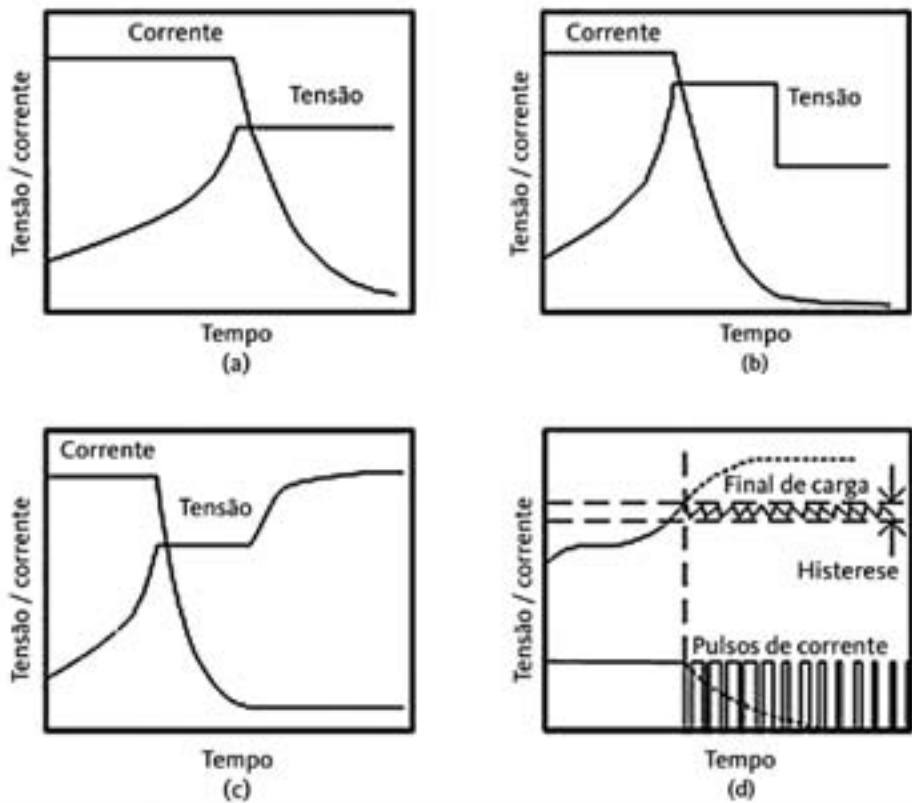 Corrente
Tensão
Tensão / corrente
Tempo
(a)
Corrente
Tensão
Tensão / corrente
Tempo
(b)
Corrente
Tensão
Tensão / corrente
Tempo
(c)
Final de carga
Histerese
Pulsos de corrente
Tensão / corrente
Tempo
(d)